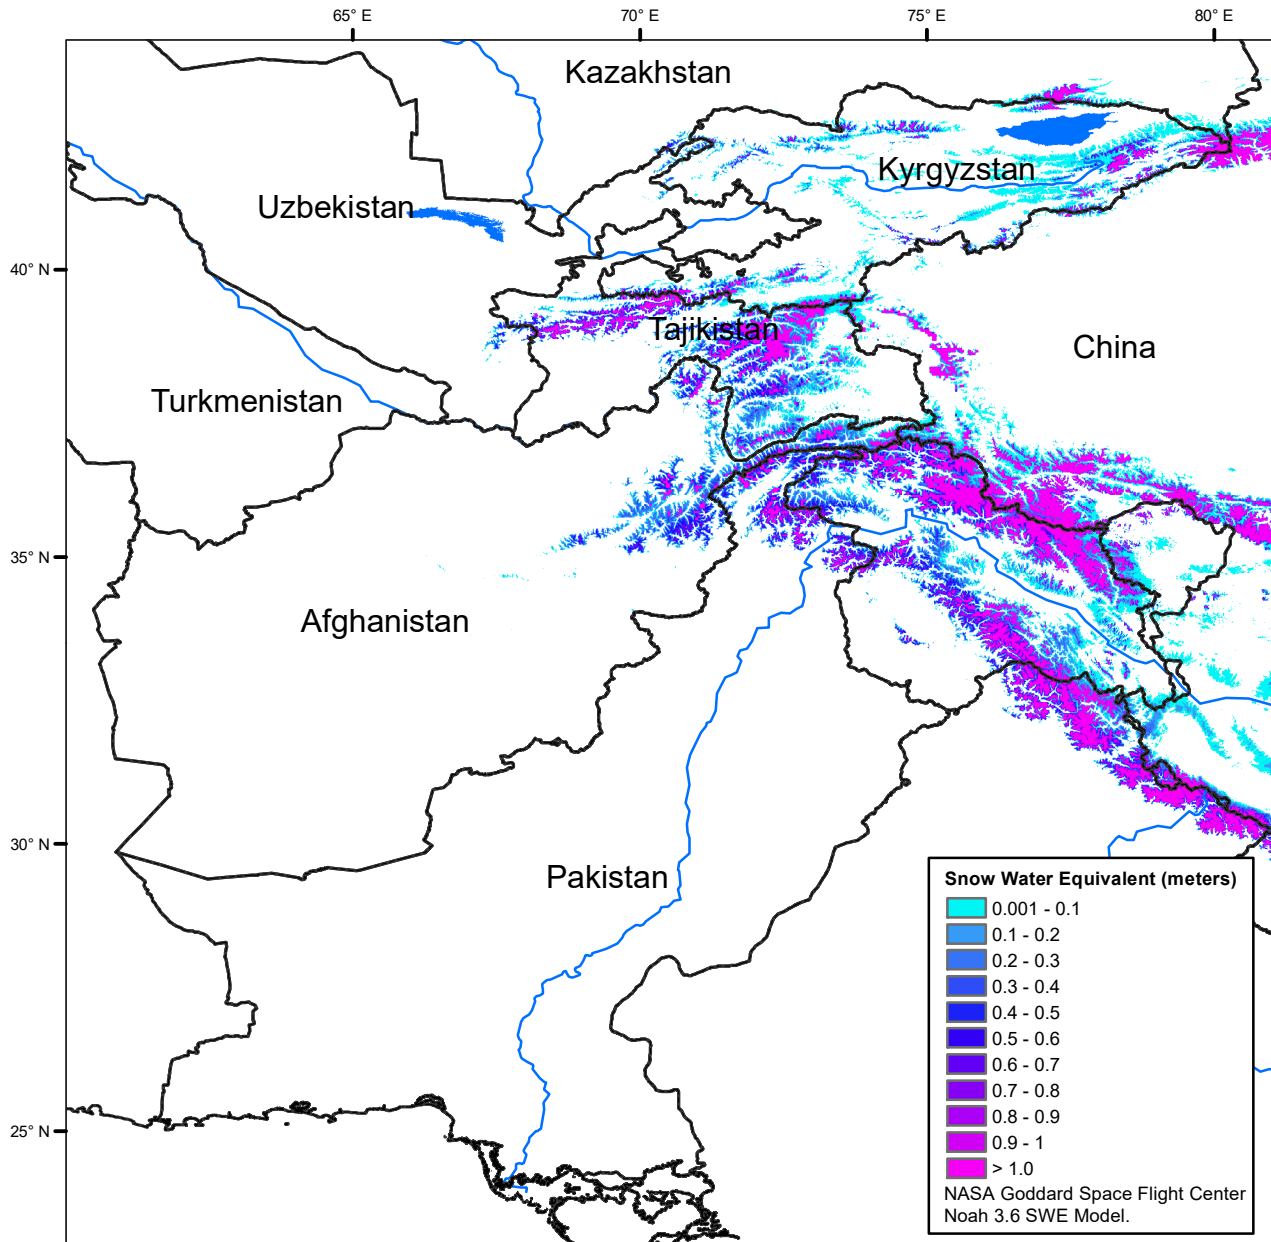 65° E
70° E
75° E
80° E
Kazakhstan
Kyrgyzstan
Uzbekistan
40° N
Tajikistan
China
Turkmenistan
35° N
Afghanistan
30° N
Pakistan
Snow Water Equivalent (meters)
0.001 - 0.1
0.1 - 0.2
0.2 - 0.3
0.3 - 0.4
0.4 - 0.5
0.5 - 0.6
0.6 - 0.7
0.7 - 0.8
0.8 - 0.9
0.9 - 1
> 1.0
25° N
NASA Goddard Space Flight Center
Noah 3.6 SWE Model.